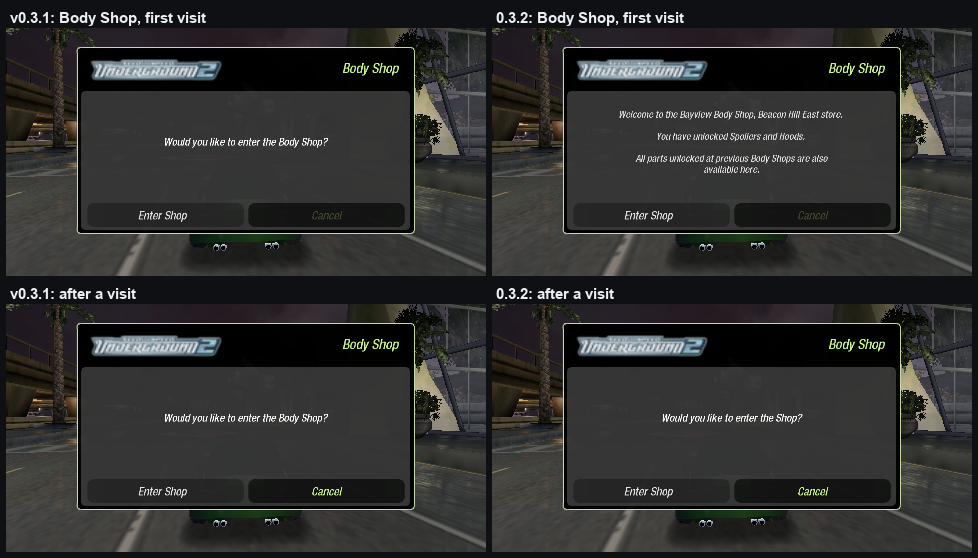 v0.3.1: Body Shop, first visit
UNDERGROUND 2
Body Shop
Would you like to enter the Body Shop?
Enter Shop
Cancel
0.3.2: Body Shop, first visit
UNDERGROUND 2
Body Shop
Welcome to the Bayview Body Shop, Beacon Hill East store.
You have unlocked Spoilers and Hoods.
All parts unlocked at previous Body Shops are also
available here.
Enter Shop
Cancel
v0.3.1: after a visit
UNDERGROUND 2
Body Shop
Would you like to enter the Body Shop?
Enter Shop
Cancel
0.3.2: after a visit
UNDERGROUND 2
Body Shop
Would you like to enter the Shop?
Enter Shop
Cancel